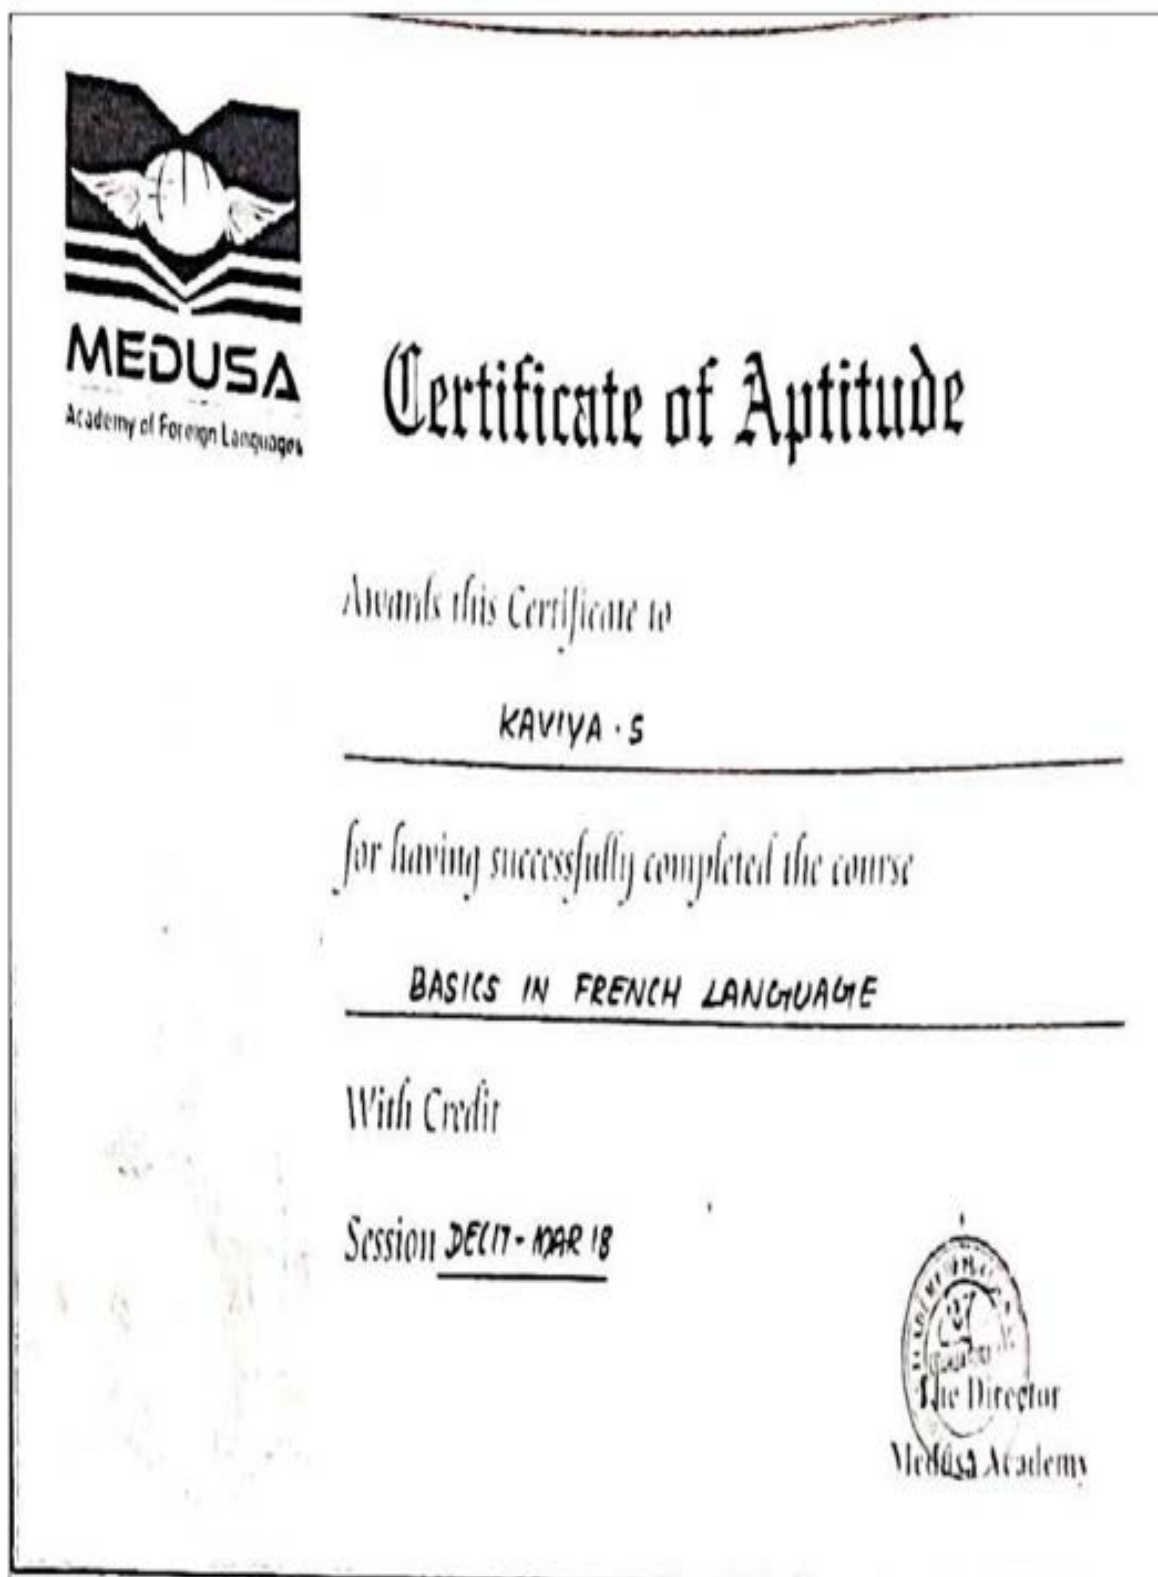 MEDUSA
Academy of Foreign Languages
Certificate of Aptitude
Awards this Certificate to
KAVIYA . S
for having successfully completed the course
BASICS IN FRENCH LANGUAGE
With Credit
Session DEC17 - MAR 18
The Director
Medusa Academy